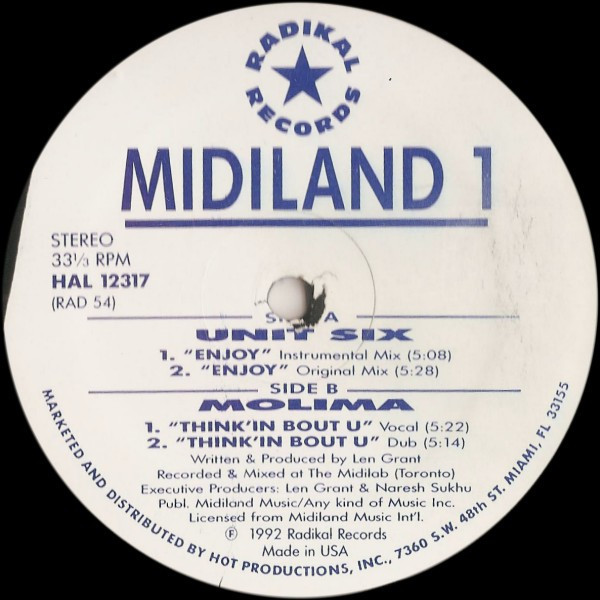 RADIKAL
RECORDS
MIDILAND 1
STEREO
33⅓ RPM
HAL 12317
(RAD 54)
SIDE A
UNIT SIX
1. "ENJOY" Instrumental Mix (5:08)
2. "ENJOY" Original Mix (5:28)
SIDE B
MOLIMA
1. "THINK'IN BOUT U" Vocal (5:22)
2. "THINK'IN BOUT U" Dub (5:14)
Written & Produced by Len Grant
Recorded & Mixed at The Midilab (Toronto)
Executive Producers: Len Grant & Naresh Sukhu
Publ. Midiland Music/Any kind of Music Inc.
Licensed from Midiland Music Int'l.
℗ 1992 Radikal Records
Made in USA
MARKETED AND DISTRIBUTED BY HOT PRODUCTIONS, INC., 7360 S.W. 48th ST. MIAMI, FL 33155